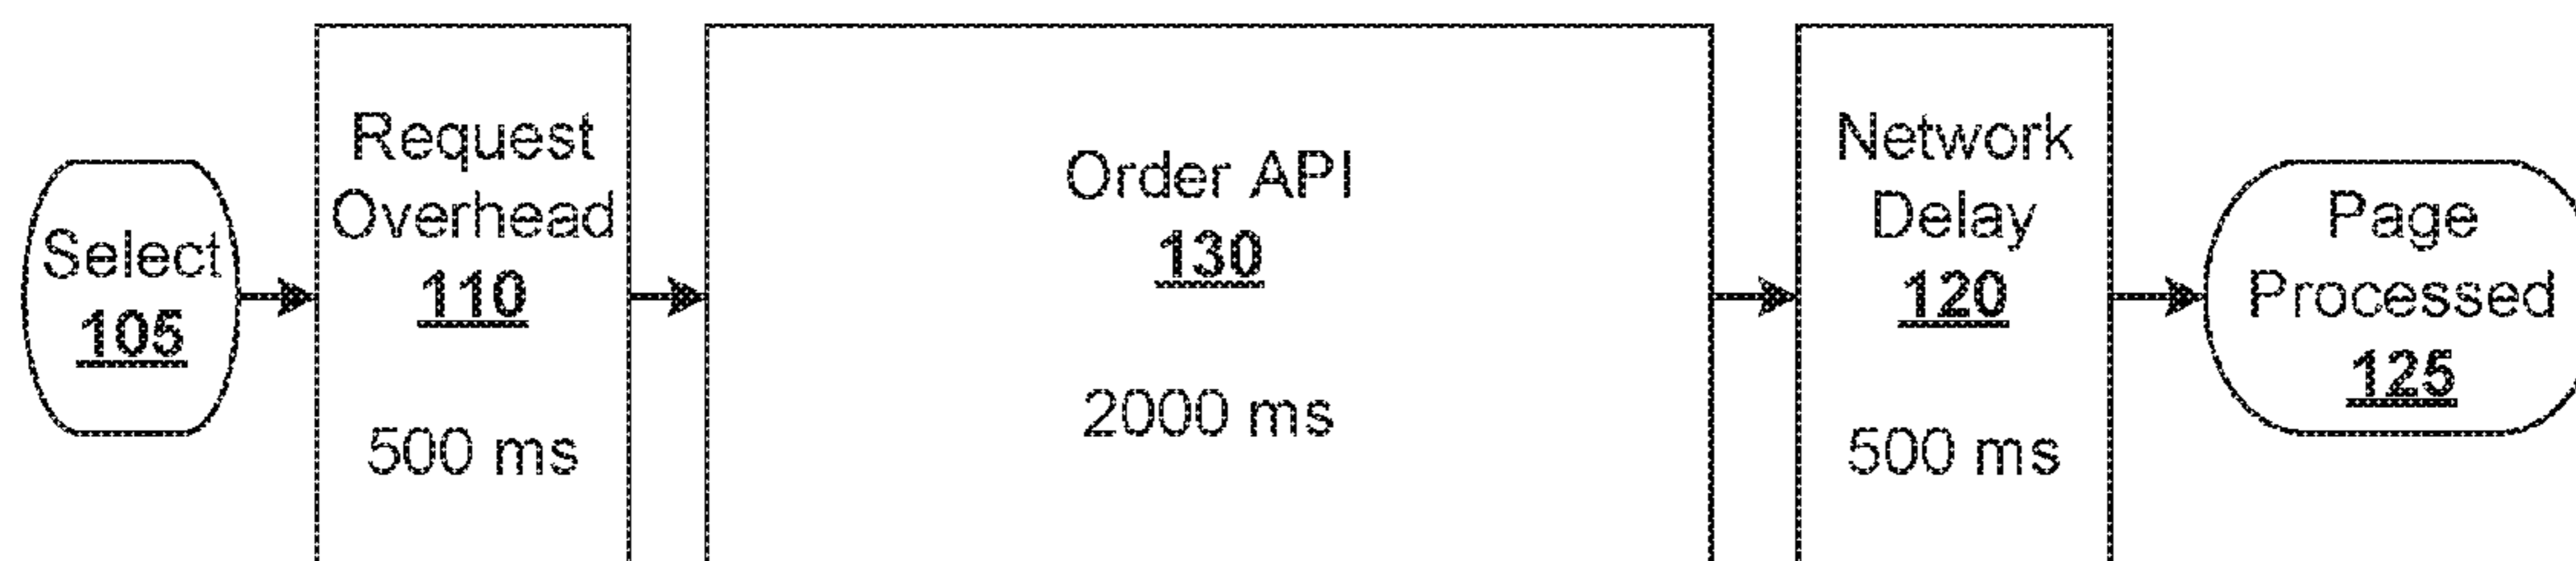 Select
105
Request
Overhead
110
500 ms
Order API
130
2000 ms
Network
Delay
120
500 ms
Page
Processed
125